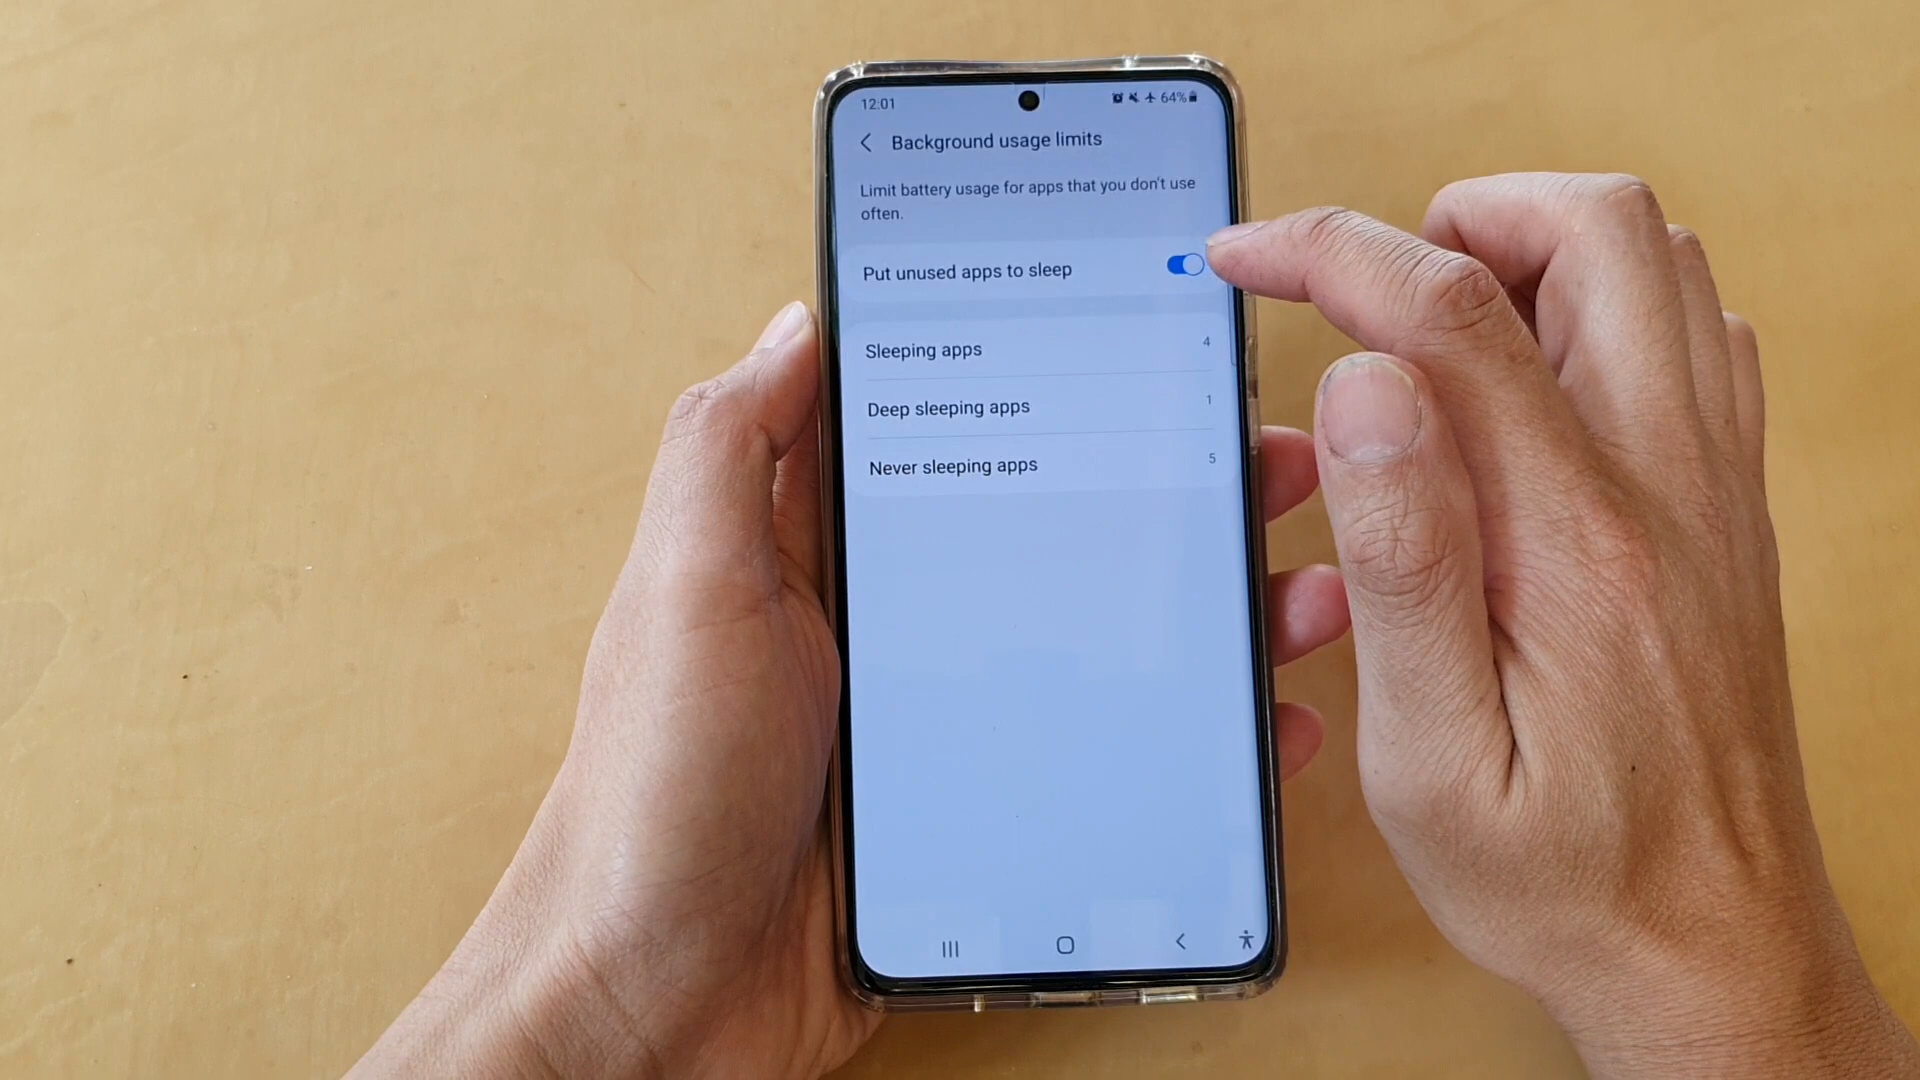 12:01
64%
Background usage limits
Limit battery usage for apps that you don't use
often.
Put unused apps to sleep
Sleeping apps
4
Deep sleeping apps
1
Never sleeping apps
5